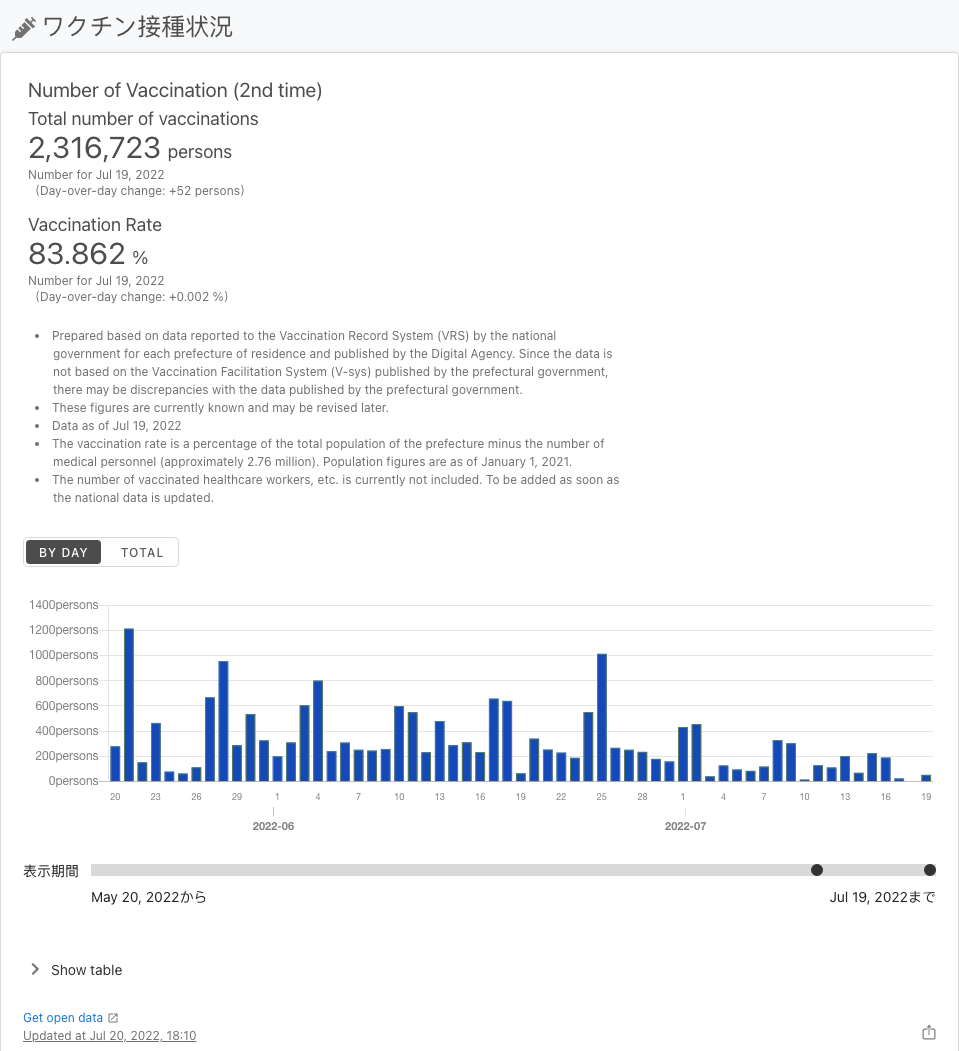 ワクチン接種状況
Number of Vaccination (2nd time)
Total number of vaccinations
2,316,723 persons
Number for Jul 19, 2022
(Day-over-day change: +52 persons)
Vaccination Rate
83.862 %
Number for Jul 19, 2022
(Day-over-day change: +0.002 %)
• Prepared based on data reported to the Vaccination Record System (VRS) by the national
government for each prefecture of residence and published by the Digital Agency. Since the data is
not based on the Vaccination Facilitation System (V-sys) published by the prefectural government,
there may be discrepancies with the data published by the prefectural government.
• These figures are currently known and may be revised later.
• Data as of Jul 19, 2022
• The vaccination rate is a percentage of the total population of the prefecture minus the number of
medical personnel (approximately 2.76 million). Population figures are as of January 1, 2021.
• The number of vaccinated healthcare workers, etc. is currently not included. To be added as soon as
the national data is updated.
BY DAY TOTAL
1400persons
1200persons
1000persons
800persons
600persons
400persons
200persons
0persons
20 23 26 29 1 4 7 10 13 16 19 22 25 28 1 4 7 10 13 16 19
2022-06 2022-07
表示期間
May 20, 2022から Jul 19, 2022まで
Show table
Get open data
Updated at Jul 20, 2022, 18:10